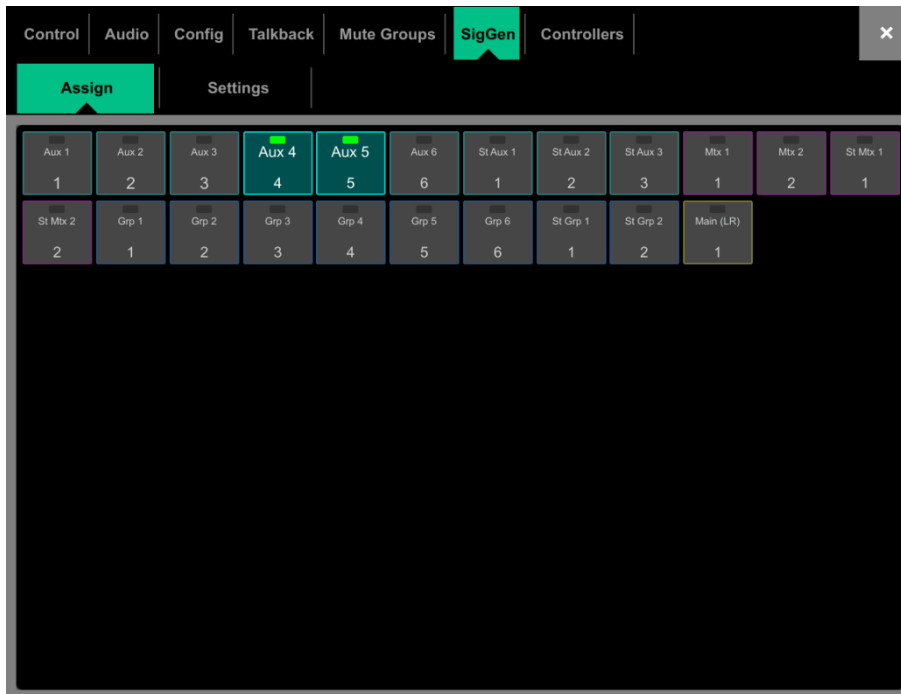 Control Audio Config Talkback Mute Groups SigGen Controllers ×
Assign Settings
Aux 1 Aux 2 Aux 3 Aux 4 Aux 5 Aux 6 St Aux 1 St Aux 2 St Aux 3 Mtx 1 Mtx 2 St Mtx 1
1 2 3 4 5 6 1 2 3 1 2 1
St Mtx 2 Grp 1 Grp 2 Grp 3 Grp 4 Grp 5 Grp 6 St Grp 1 St Grp 2 Main (LR)
2 1 2 3 4 5 6 1 2 1